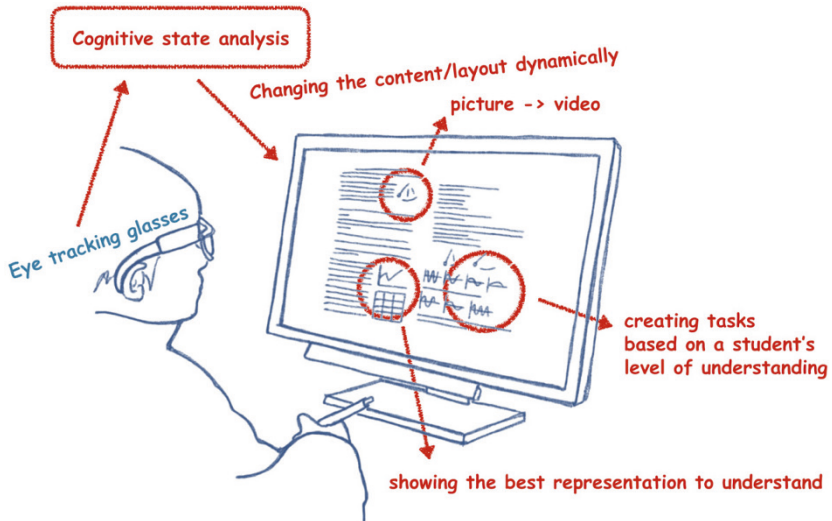 Cognitive state analysis
Changing the content/layout dynamically
picture -> video
Eye tracking glasses
creating tasks
based on a student's
level of understanding
showing the best representation to understand